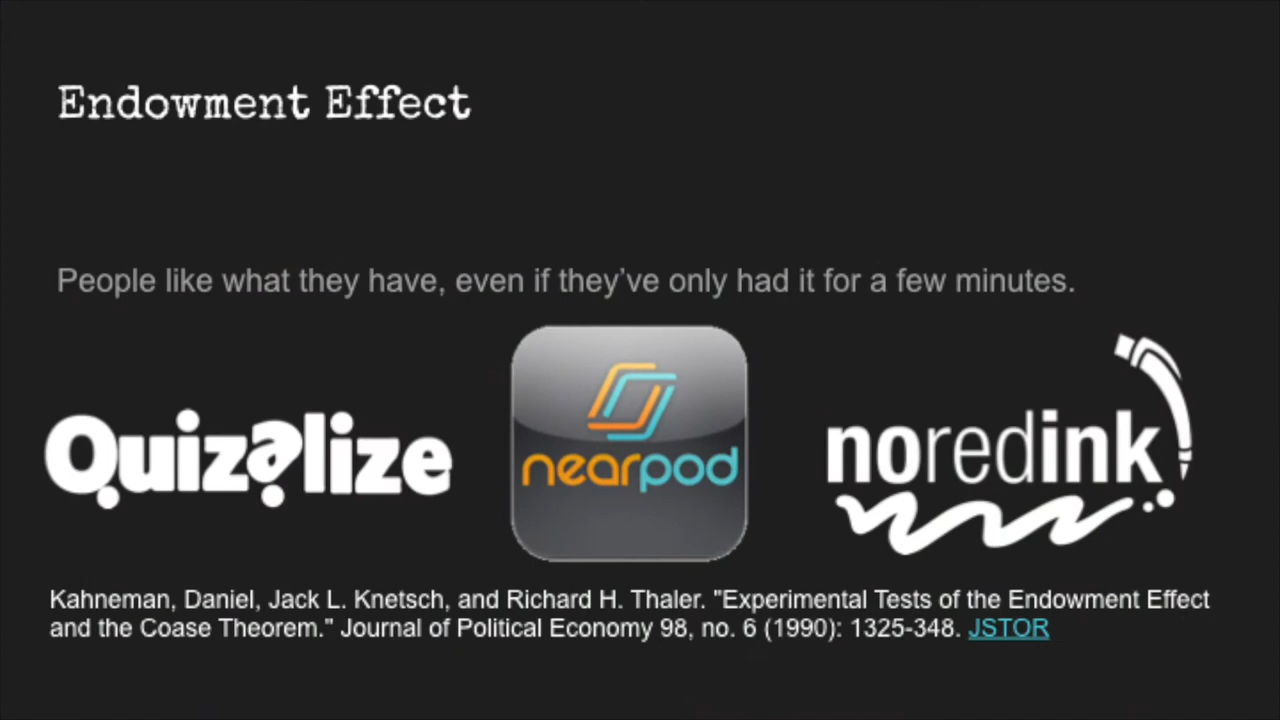 Endowment Effect
People like what they have, even if they’ve only had it for a few minutes.
Quizalize
nearpod
noredink
Kahneman, Daniel, Jack L. Knetsch, and Richard H. Thaler. "Experimental Tests of the Endowment Effect
and the Coase Theorem." Journal of Political Economy 98, no. 6 (1990): 1325-348. JSTOR